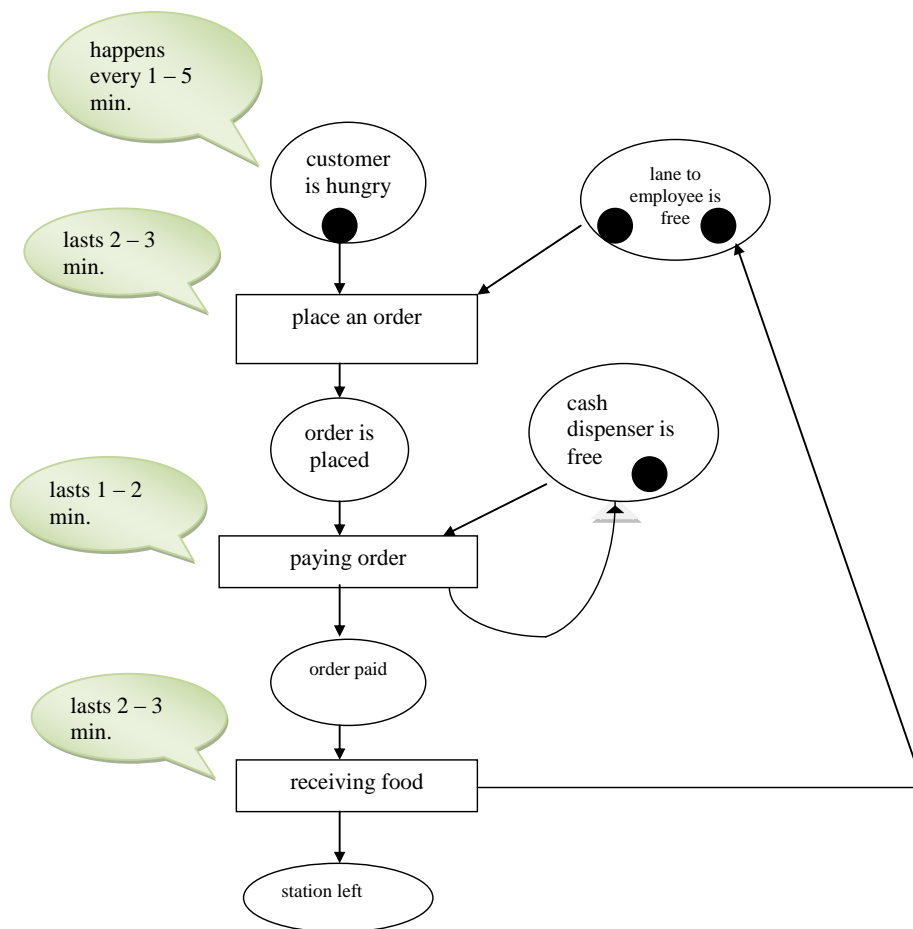 happens
every 1 – 5
min.
customer
is hungry
lane to
employee is
free
lasts 2 – 3
min.
place an order
cash
dispenser is
free
order is
placed
lasts 1 – 2
min.
paying order
order paid
lasts 2 – 3
min.
receiving food
station left